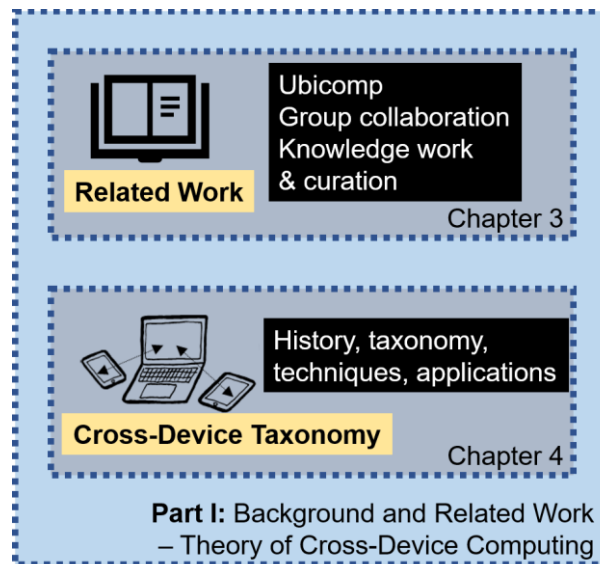 Ubicomp
Group collaboration
Knowledge work
& curation
Related Work
Chapter 3
History, taxonomy,
techniques, applications
Cross-Device Taxonomy
Chapter 4
Part I: Background and Related Work
– Theory of Cross-Device Computing